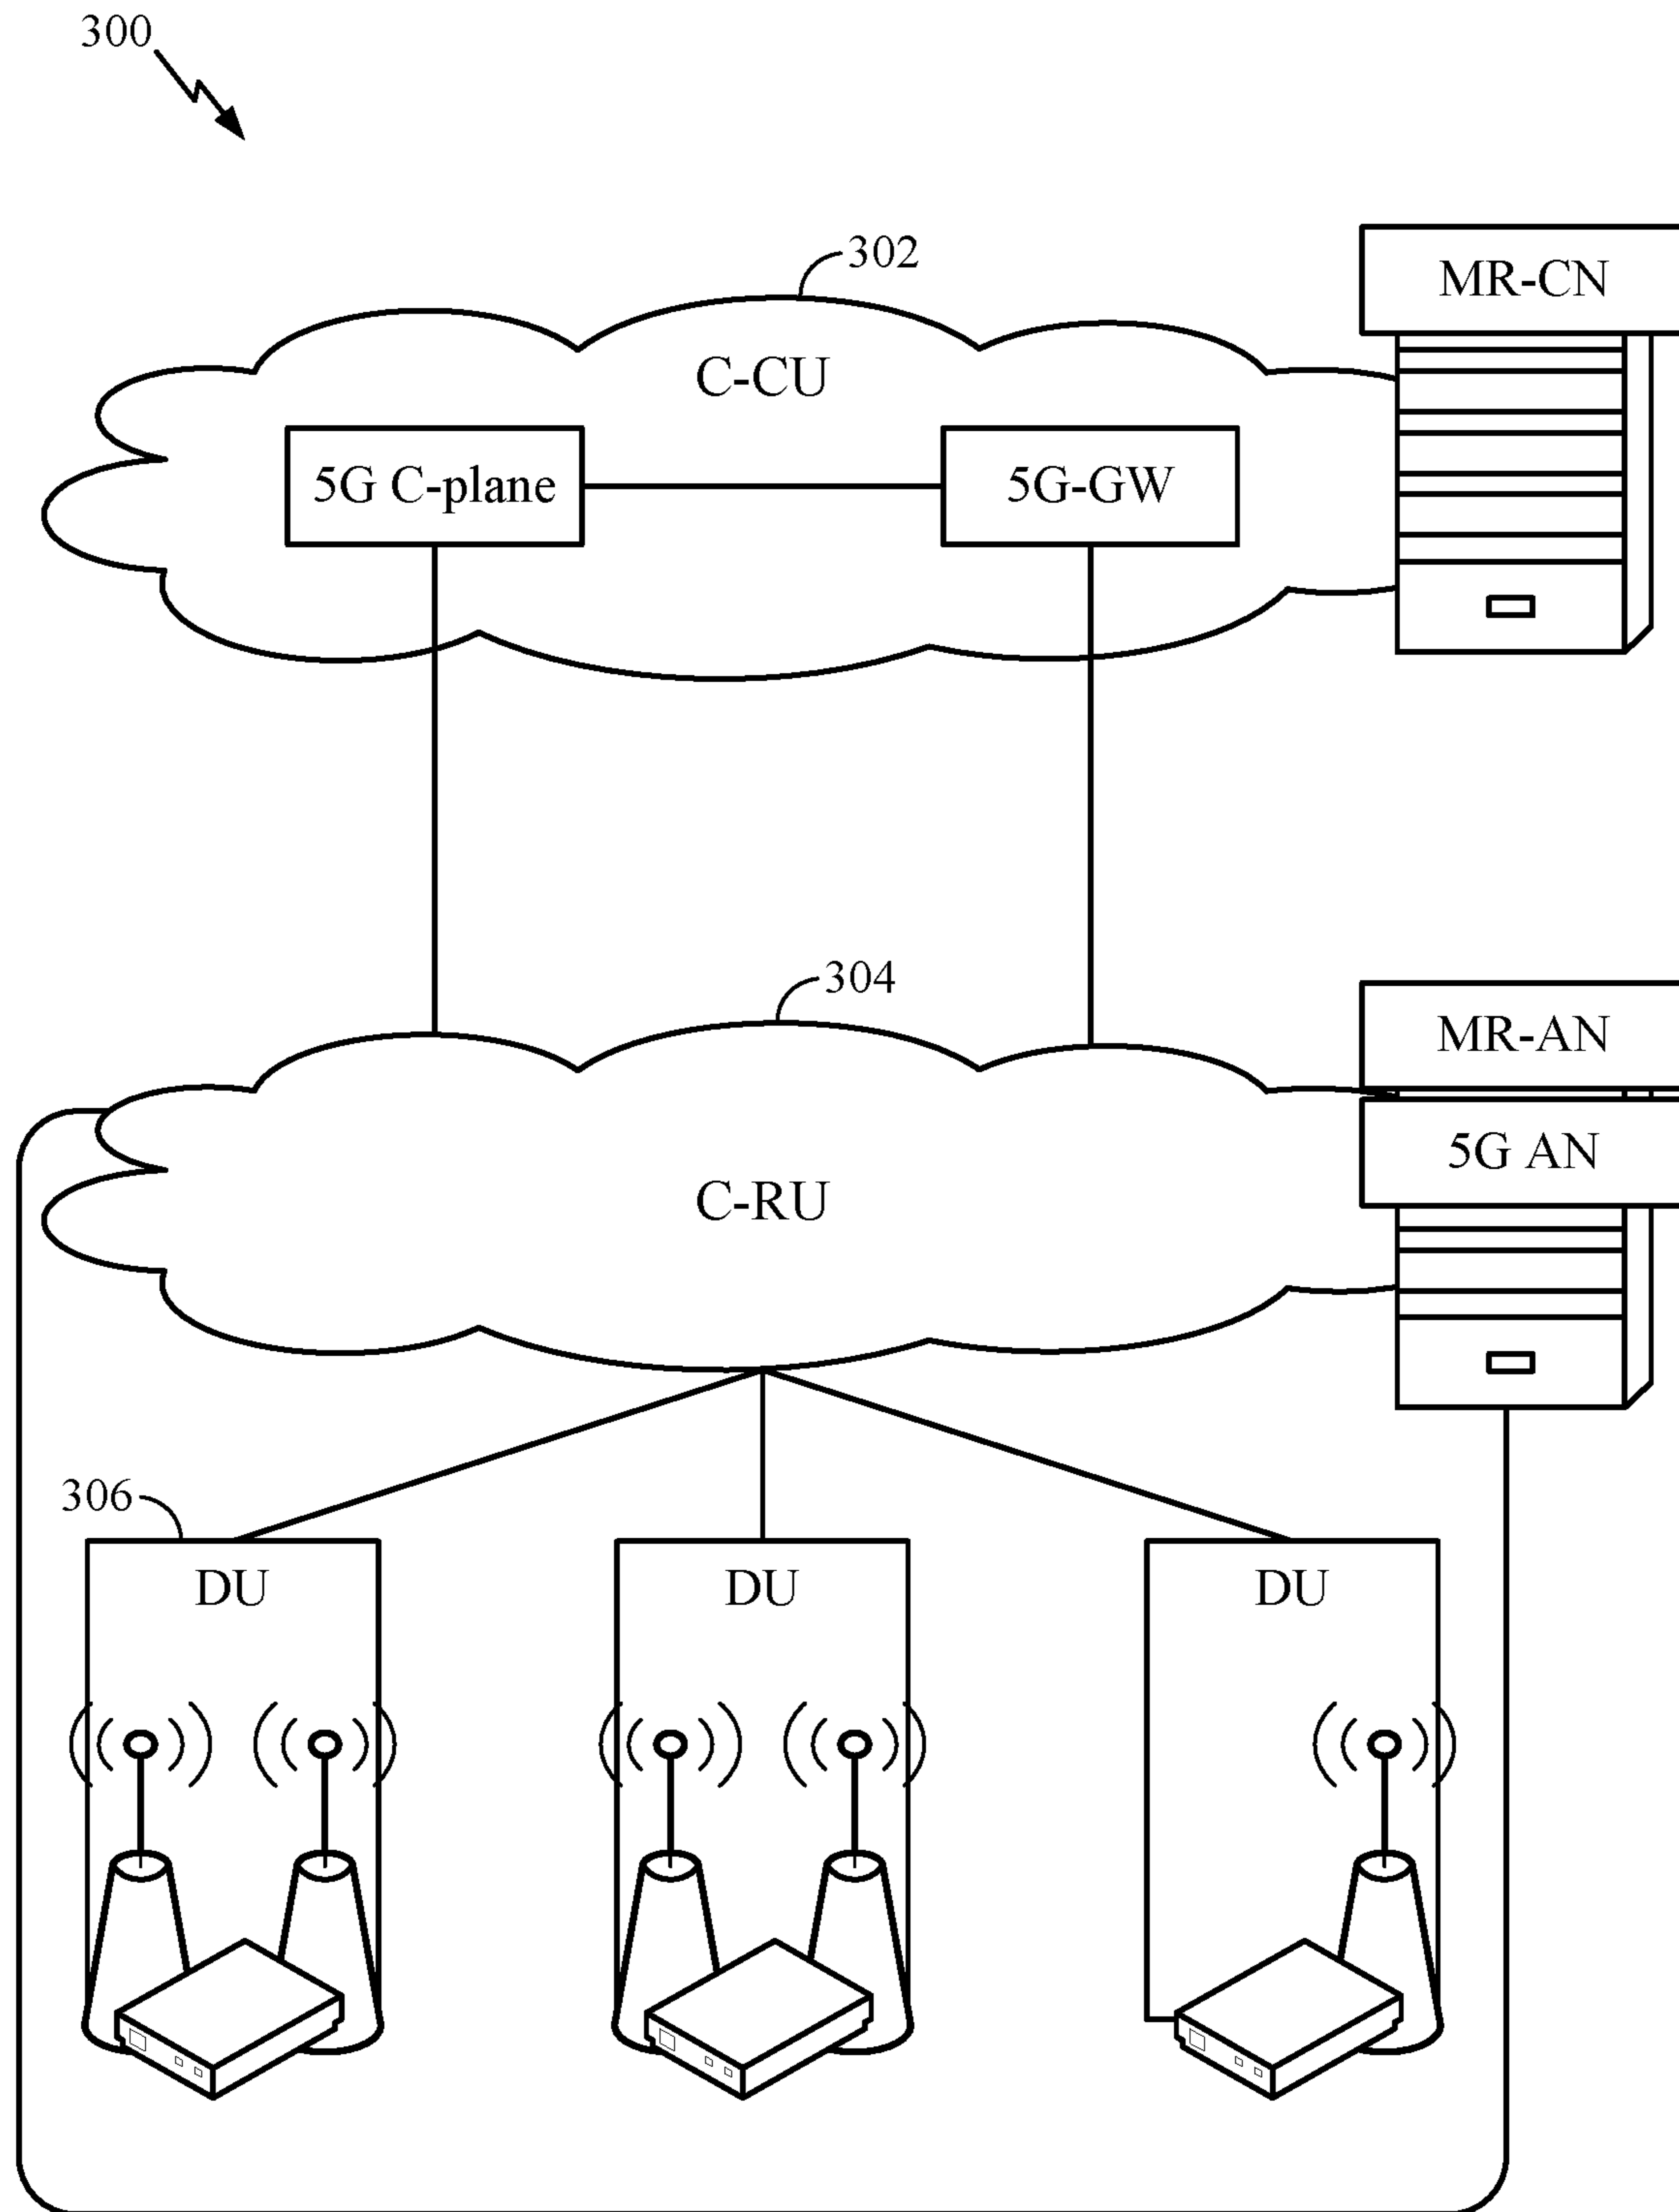 300
302
MR-CN
C-CU
5G C-plane
5G-GW
304
MR-AN
5G AN
C-RU
306
DU
DU
DU